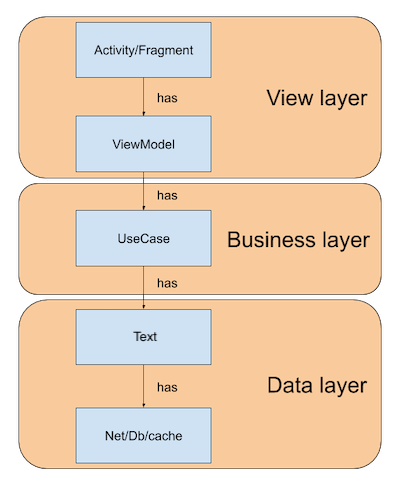 Activity/Fragment
has
View layer
ViewModel
has
UseCase
Business layer
has
Text
has
Data layer
Net/Db/cache